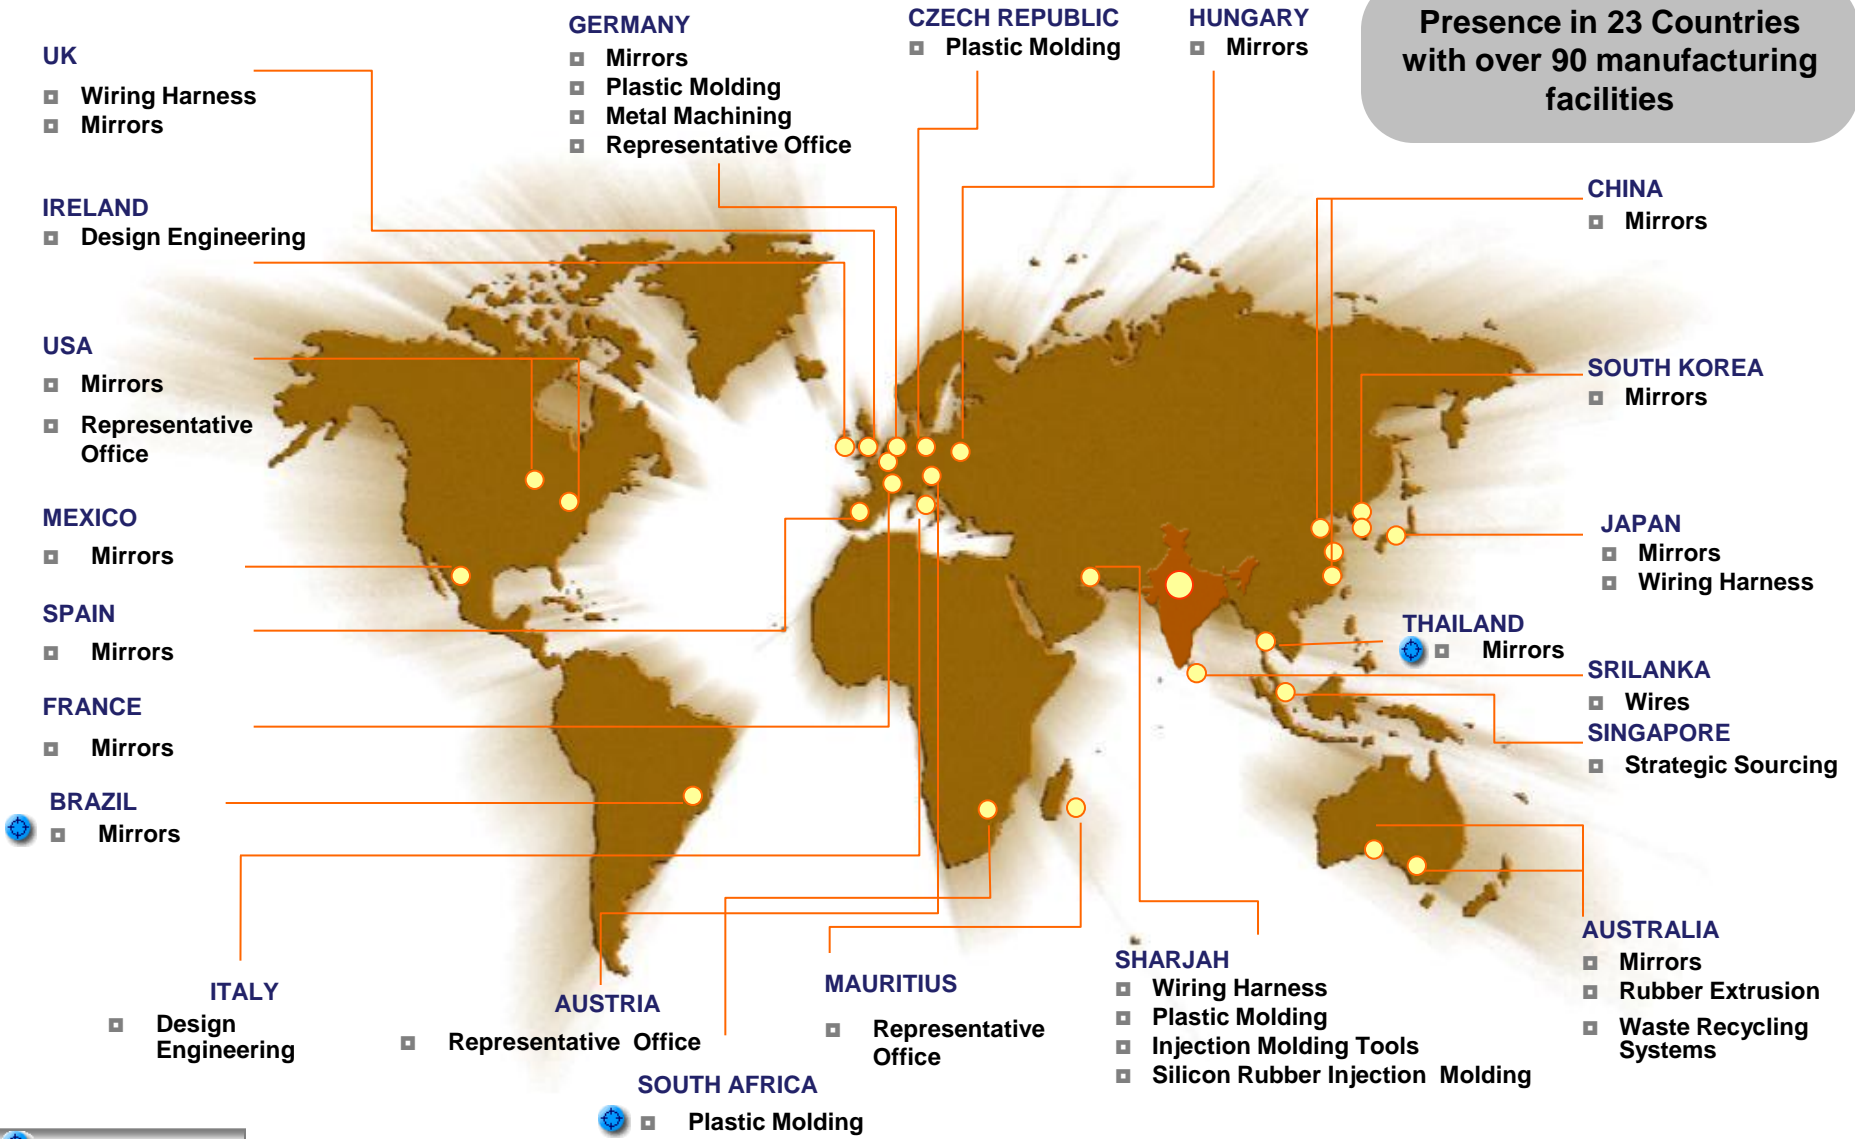 Presence in 23 Countries
with over 90 manufacturing
facilities
UK
Wiring Harness
Mirrors
GERMANY
Mirrors
Plastic Molding
Metal Machining
Representative Office
CZECH REPUBLIC
Plastic Molding
HUNGARY
Mirrors
IRELAND
Design Engineering
CHINA
Mirrors
USA
Mirrors
Representative
Office
SOUTH KOREA
Mirrors
MEXICO
Mirrors
JAPAN
Mirrors
Wiring Harness
SPAIN
Mirrors
THAILAND
Mirrors
SRILANKA
Wires
FRANCE
Mirrors
SINGAPORE
Strategic Sourcing
BRAZIL
Mirrors
ITALY
Design
Engineering
AUSTRIA
Representative Office
SOUTH AFRICA
Plastic Molding
MAURITIUS
Representative
Office
SHARJAH
Wiring Harness
Plastic Molding
Injection Molding Tools
Silicon Rubber Injection Molding
AUSTRALIA
Mirrors
Rubber Extrusion
Waste Recycling
Systems